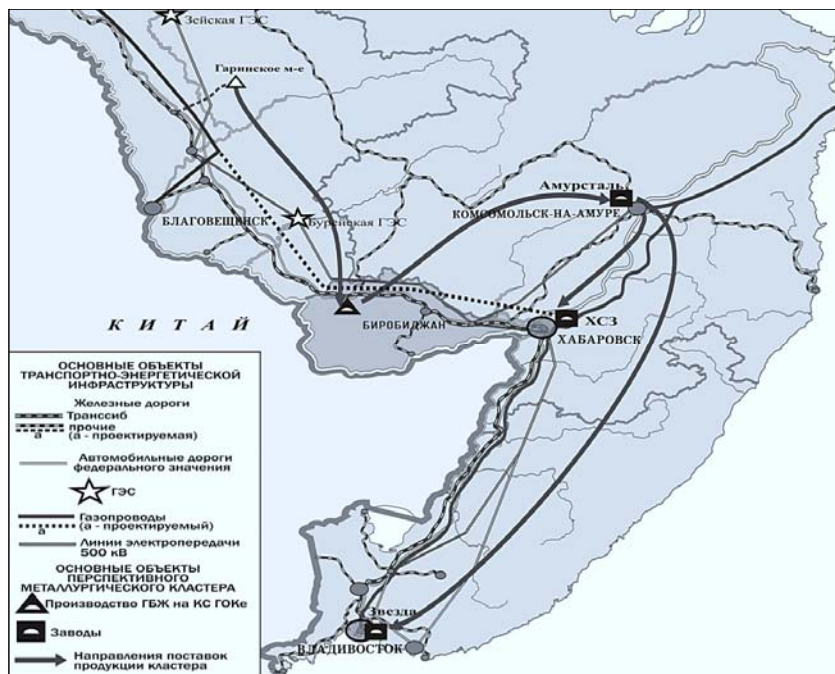 Зейская ГЭС
Гаринское м-е
Амурсталь
КОМСОМОЛЬСК-НА-АМУРЕ
БЛАГОВЕЩЕНСК
Бурейская ГЭС
КИТАЙ
БИРОБИДЖАН
ХСЗ
ХАБАРОВСК
Звезда
ВЛАДИВОСТОК
ОСНОВНЫЕ ОБЪЕКТЫ
ТРАНСПОРТНО-ЭНЕРГЕТИЧЕСКОЙ
ИНФРАСТРУКТУРЫ
Железные дороги
Транссиб
прочие
а (а - проектируемая)
Автомобильные дороги
федерального значения
ГЭС
Газопроводы
а (а - проектируемый)
Линии электропередачи
500 кВ
ОСНОВНЫЕ ОБЪЕКТЫ
ПЕРСПЕКТИВНОГО
МЕТАЛЛУРГИЧЕСКОГО КЛАСТЕРА
Производство ГБЖ на КС ГОКе
Заводы
Направления поставок
продукции кластера